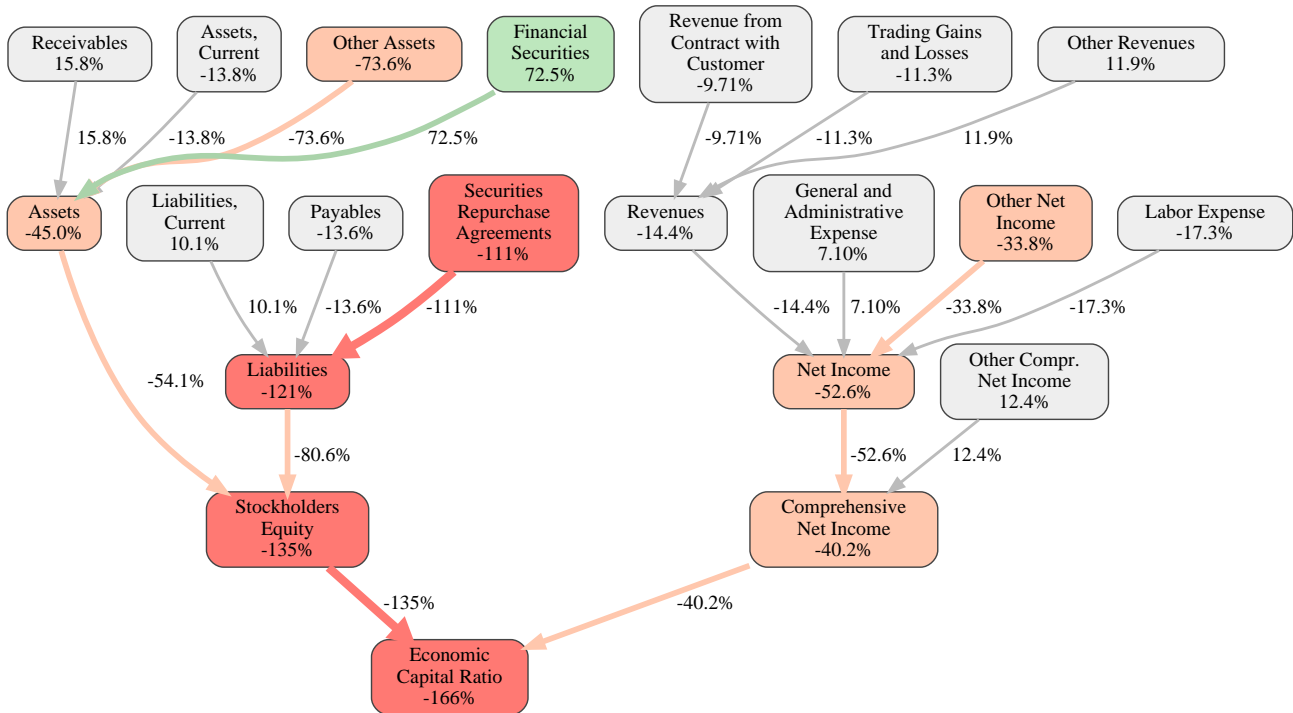 Receivables
15.8%
Assets,
Current
-13.8%
Other Assets
-73.6%
Financial
Securities
72.5%
Revenue from
Contract with
Customer
-9.71%
Trading Gains
and Losses
-11.3%
Other Revenues
11.9%
15.8%
-13.8%
-73.6%
72.5%
-9.71%
-11.3%
11.9%
Assets
-45.0%
Liabilities,
Current
10.1%
Payables
-13.6%
Securities
Repurchase
Agreements
-111%
Revenues
-14.4%
General and
Administrative
Expense
7.10%
Other Net
Income
-33.8%
Labor Expense
-17.3%
10.1%
-13.6%
-111%
-14.4%
7.10%
-33.8%
-17.3%
-54.1%
Liabilities
-121%
Net Income
-52.6%
Other Compr.
Net Income
12.4%
-80.6%
-52.6%
12.4%
Stockholders
Equity
-135%
Comprehensive
Net Income
-40.2%
-135%
-40.2%
Economic
Capital Ratio
-166%